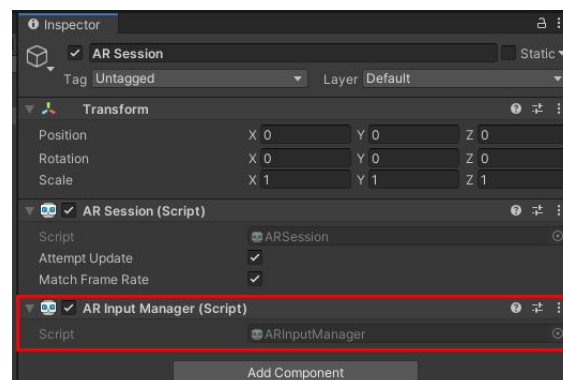 Inspector
AR Session Static
Tag Untagged Layer Default
Transform
Position X 0 Y 0 Z 0
Rotation X 0 Y 0 Z 0
Scale X 1 Y 1 Z 1
AR Session (Script)
Script ARSession
Attempt Update
Match Frame Rate
AR Input Manager (Script)
Script ARInputManager
Add Component